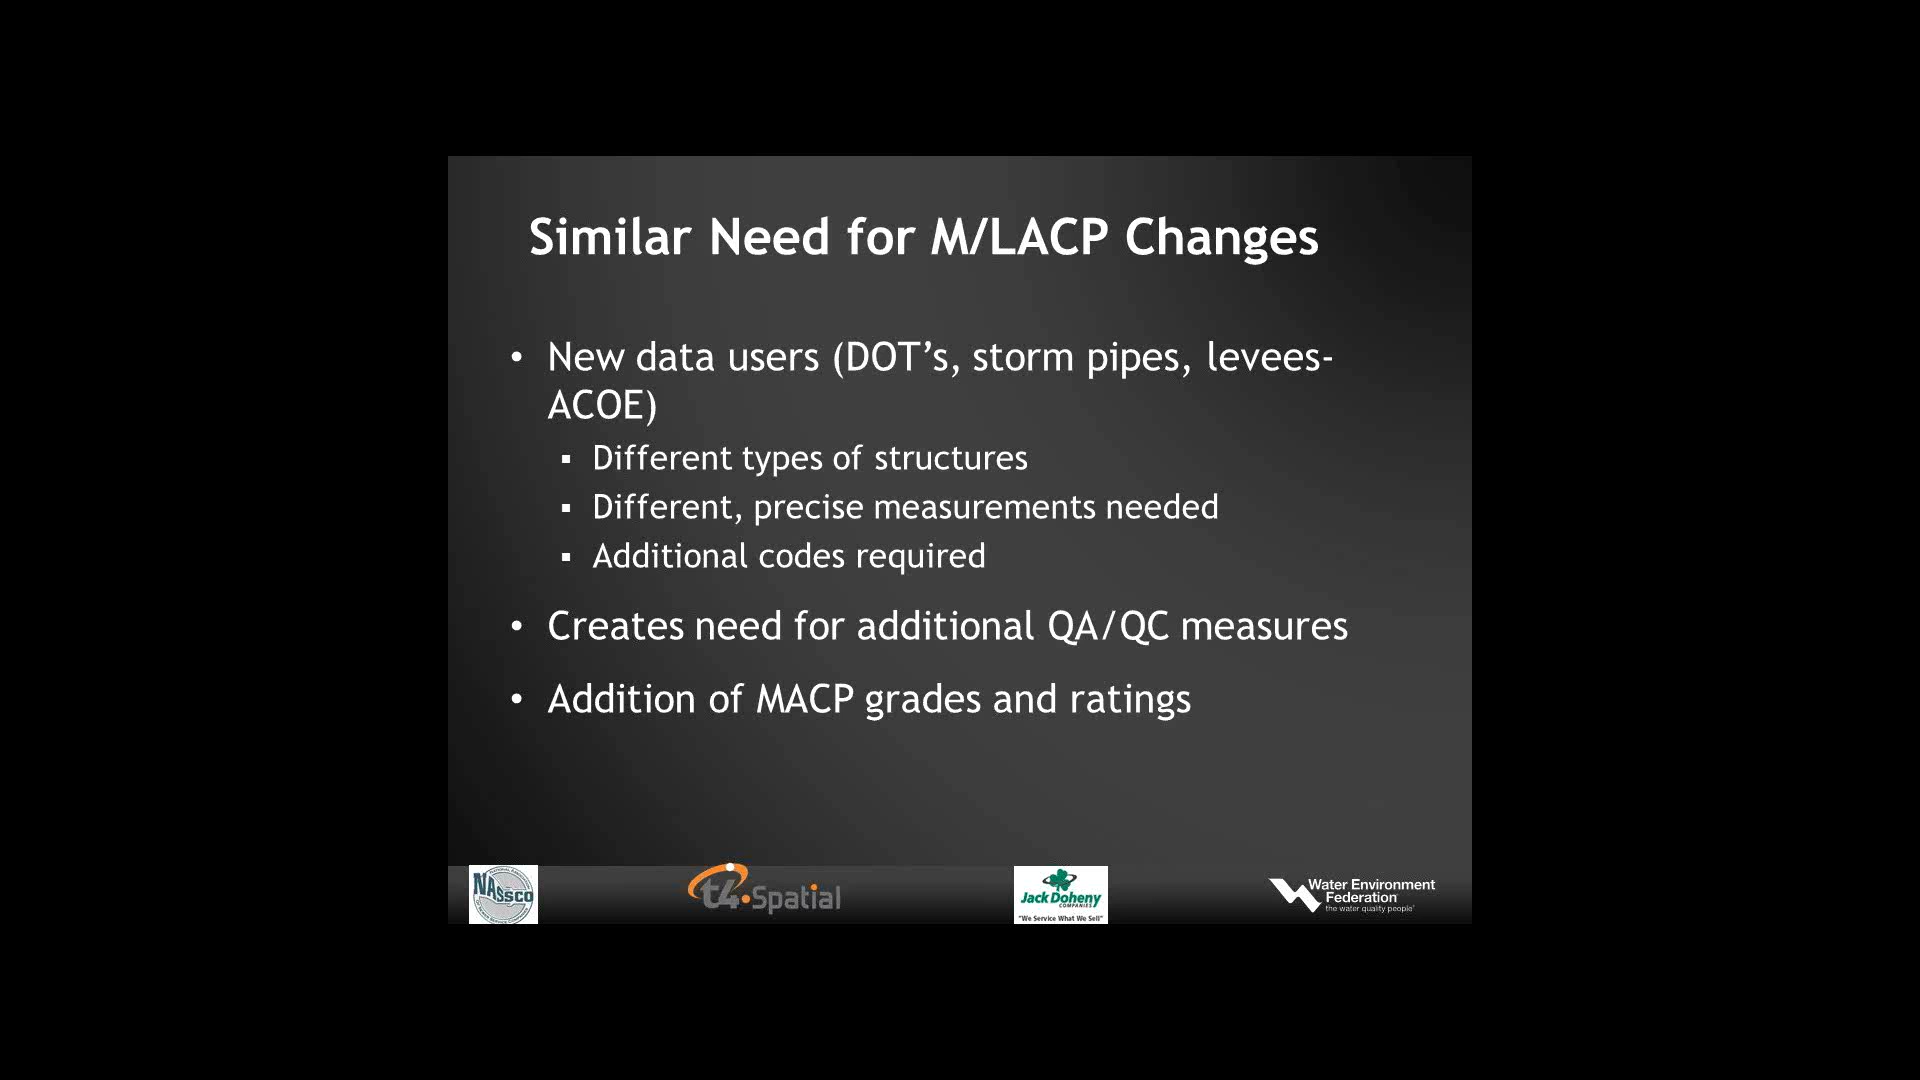 Similar Need for M/LACP Changes
• New data users (DOT’s, storm pipes, levees-
ACOE)
▪ Different types of structures
▪ Different, precise measurements needed
▪ Additional codes required
• Creates need for additional QA/QC measures
• Addition of MACP grades and ratings
NASSCO
t4 Spatial
Jack Doheny
COMPANIES
"We Service What We Sell"
Water Environment
Federation
the water quality people